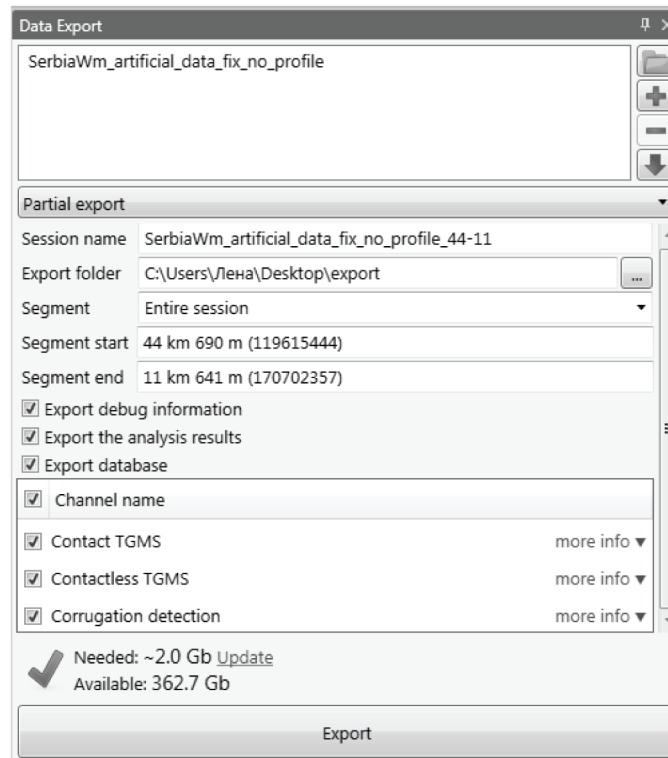 Data Export
SerbiaWm_artificial_data_fix_no_profile
Partial export
Session name SerbiaWm_artificial_data_fix_no_profile_44-11
Export folder C:\Users\Лена\Desktop\export ...
Segment Entire session
Segment start 44 km 690 m (119615444)
Segment end 11 km 641 m (170702357)
Export debug information
Export the analysis results
Export database
Channel name
Contact TGMS more info
Contactless TGMS more info
Corrugation detection more info
Needed: ~2.0 Gb Update
Available: 362.7 Gb
Export